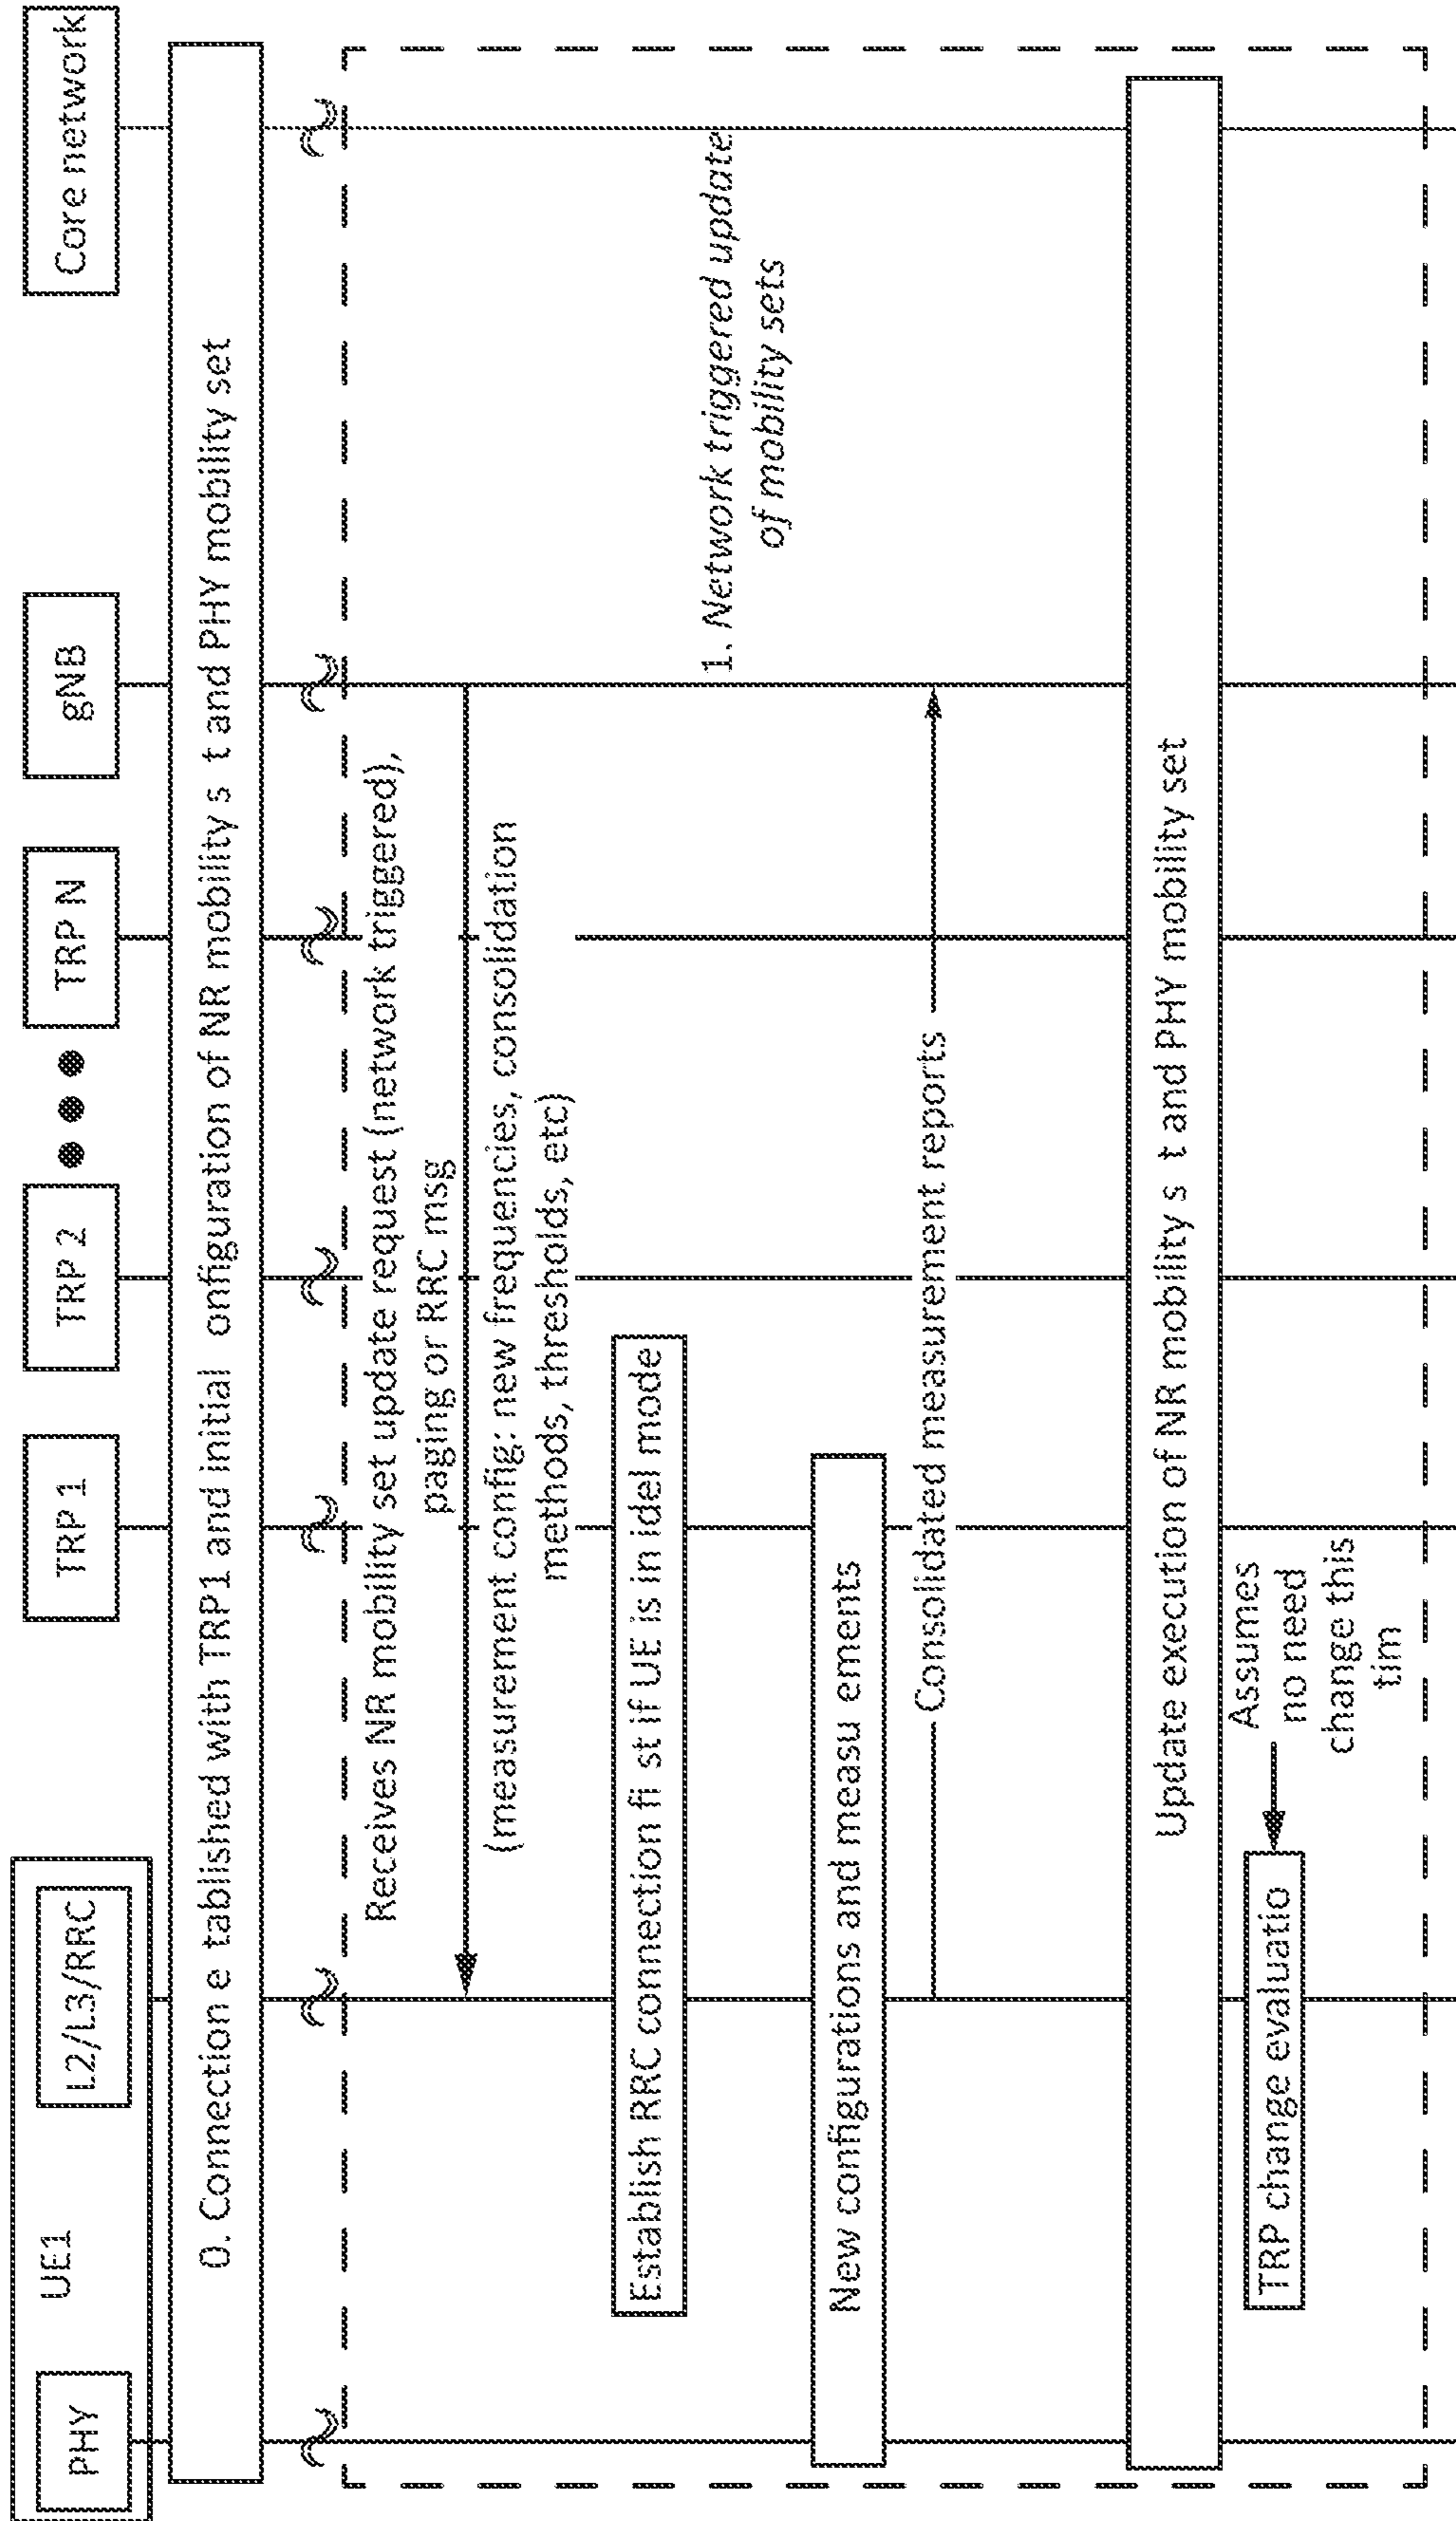 UE1
PHY
L2/L3/RRC
TRP 1
TRP 2
TRP N
gNB
Core network
0. Connection e tablished with TRP1 and initial onfiguration of NR mobility s t and PHY mobility set
Receives NR mobility set update request (network triggered),
paging or RRC msg
(measurement config: new frequencies, consolidation
methods, thresholds, etc)
Establish RRC connection fi st if UE is in idel mode
1. Network triggered update
of mobility sets
New configurations and measu ements
Consolidated measurement reports
Update execution of NR mobility s t and PHY mobility set
TRP change evaluatio
Assumes
no need
change this
tim